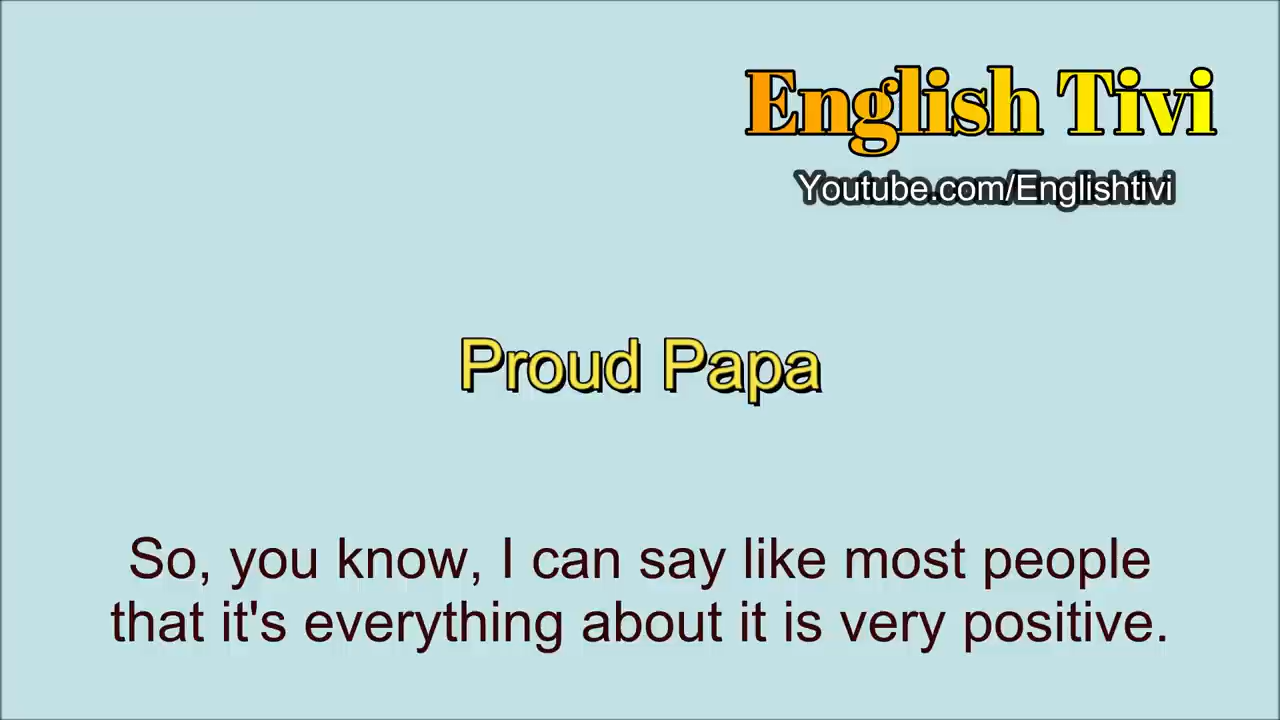 English Tivi
Youtube.com/Englishtivi
Proud Papa
So, you know, I can say like most people
that it's everything about it is very positive.